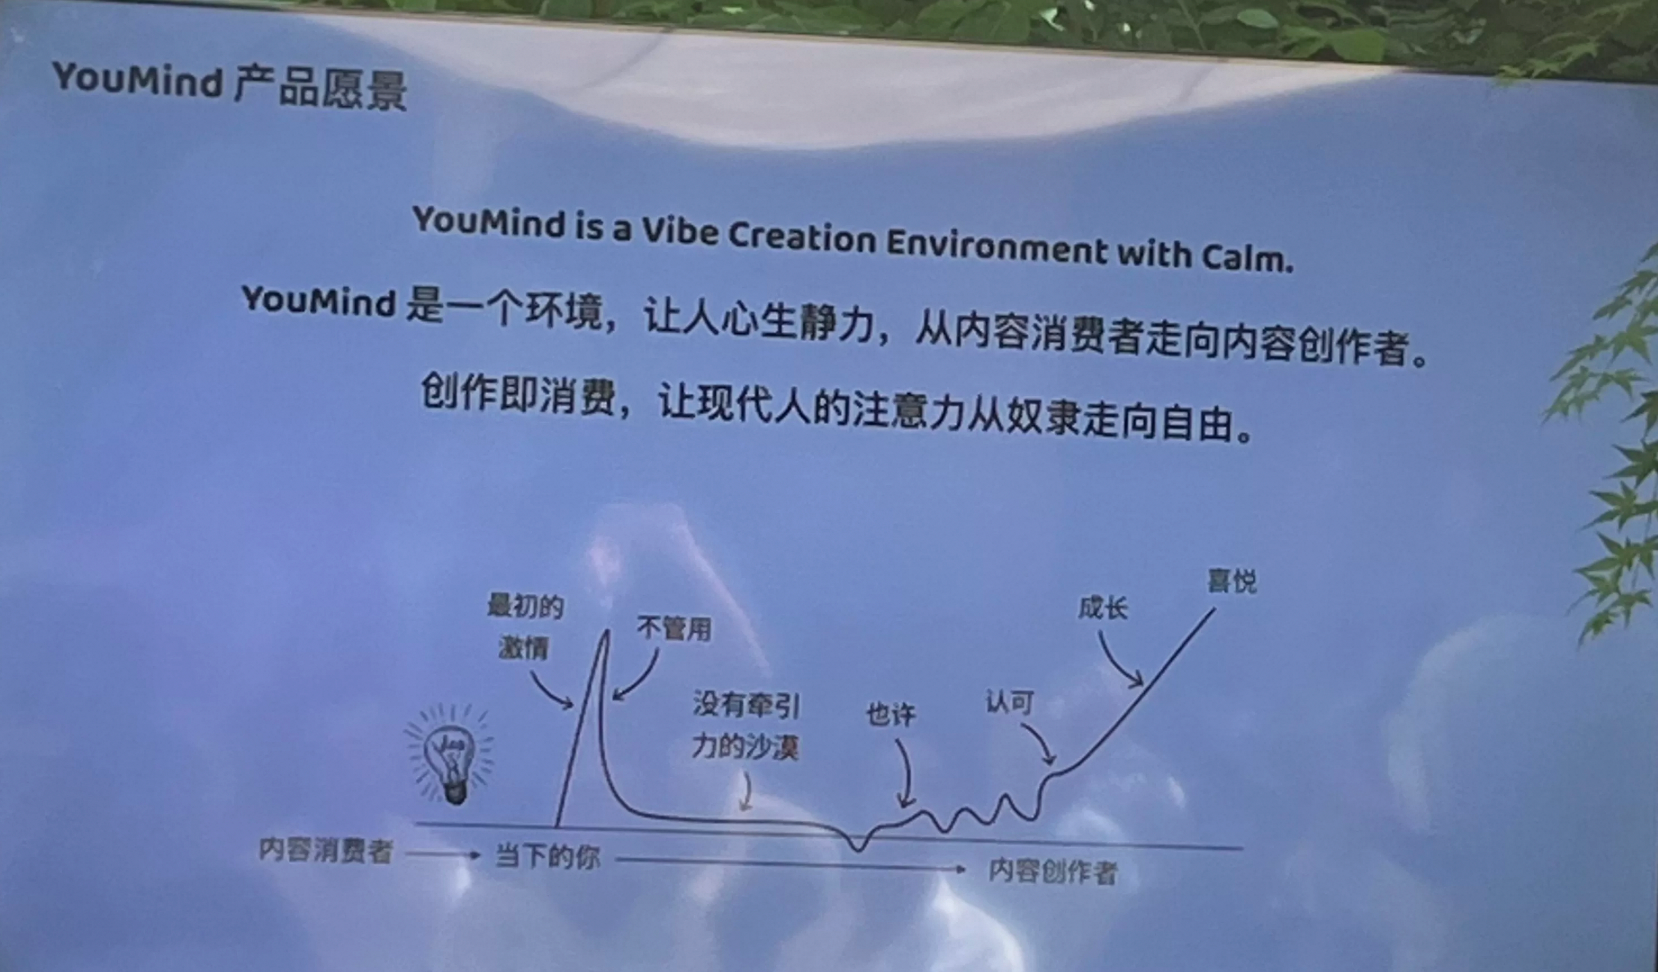 YouMind 产品愿景
YouMind is a Vibe Creation Environment with Calm.
YouMind 是一个环境，让人心生静力，从内容消费者走向内容创作者。
创作即消费，让现代人的注意力从奴隶走向自由。
最初的
激情
不管用
没有牵引
力的沙漠
也许
认可
成长
喜悦
内容消费者
当下的你
内容创作者